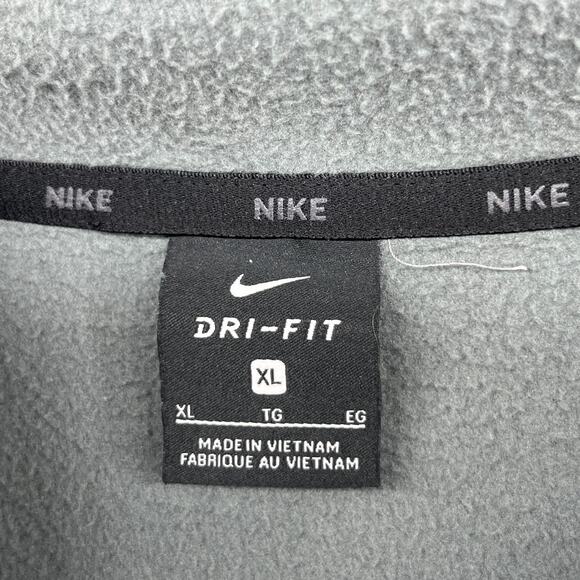 NIKE NIKE NIKE
DRI-FIT
XL
XL TG EG
MADE IN VIETNAM
FABRIQUE AU VIETNAM